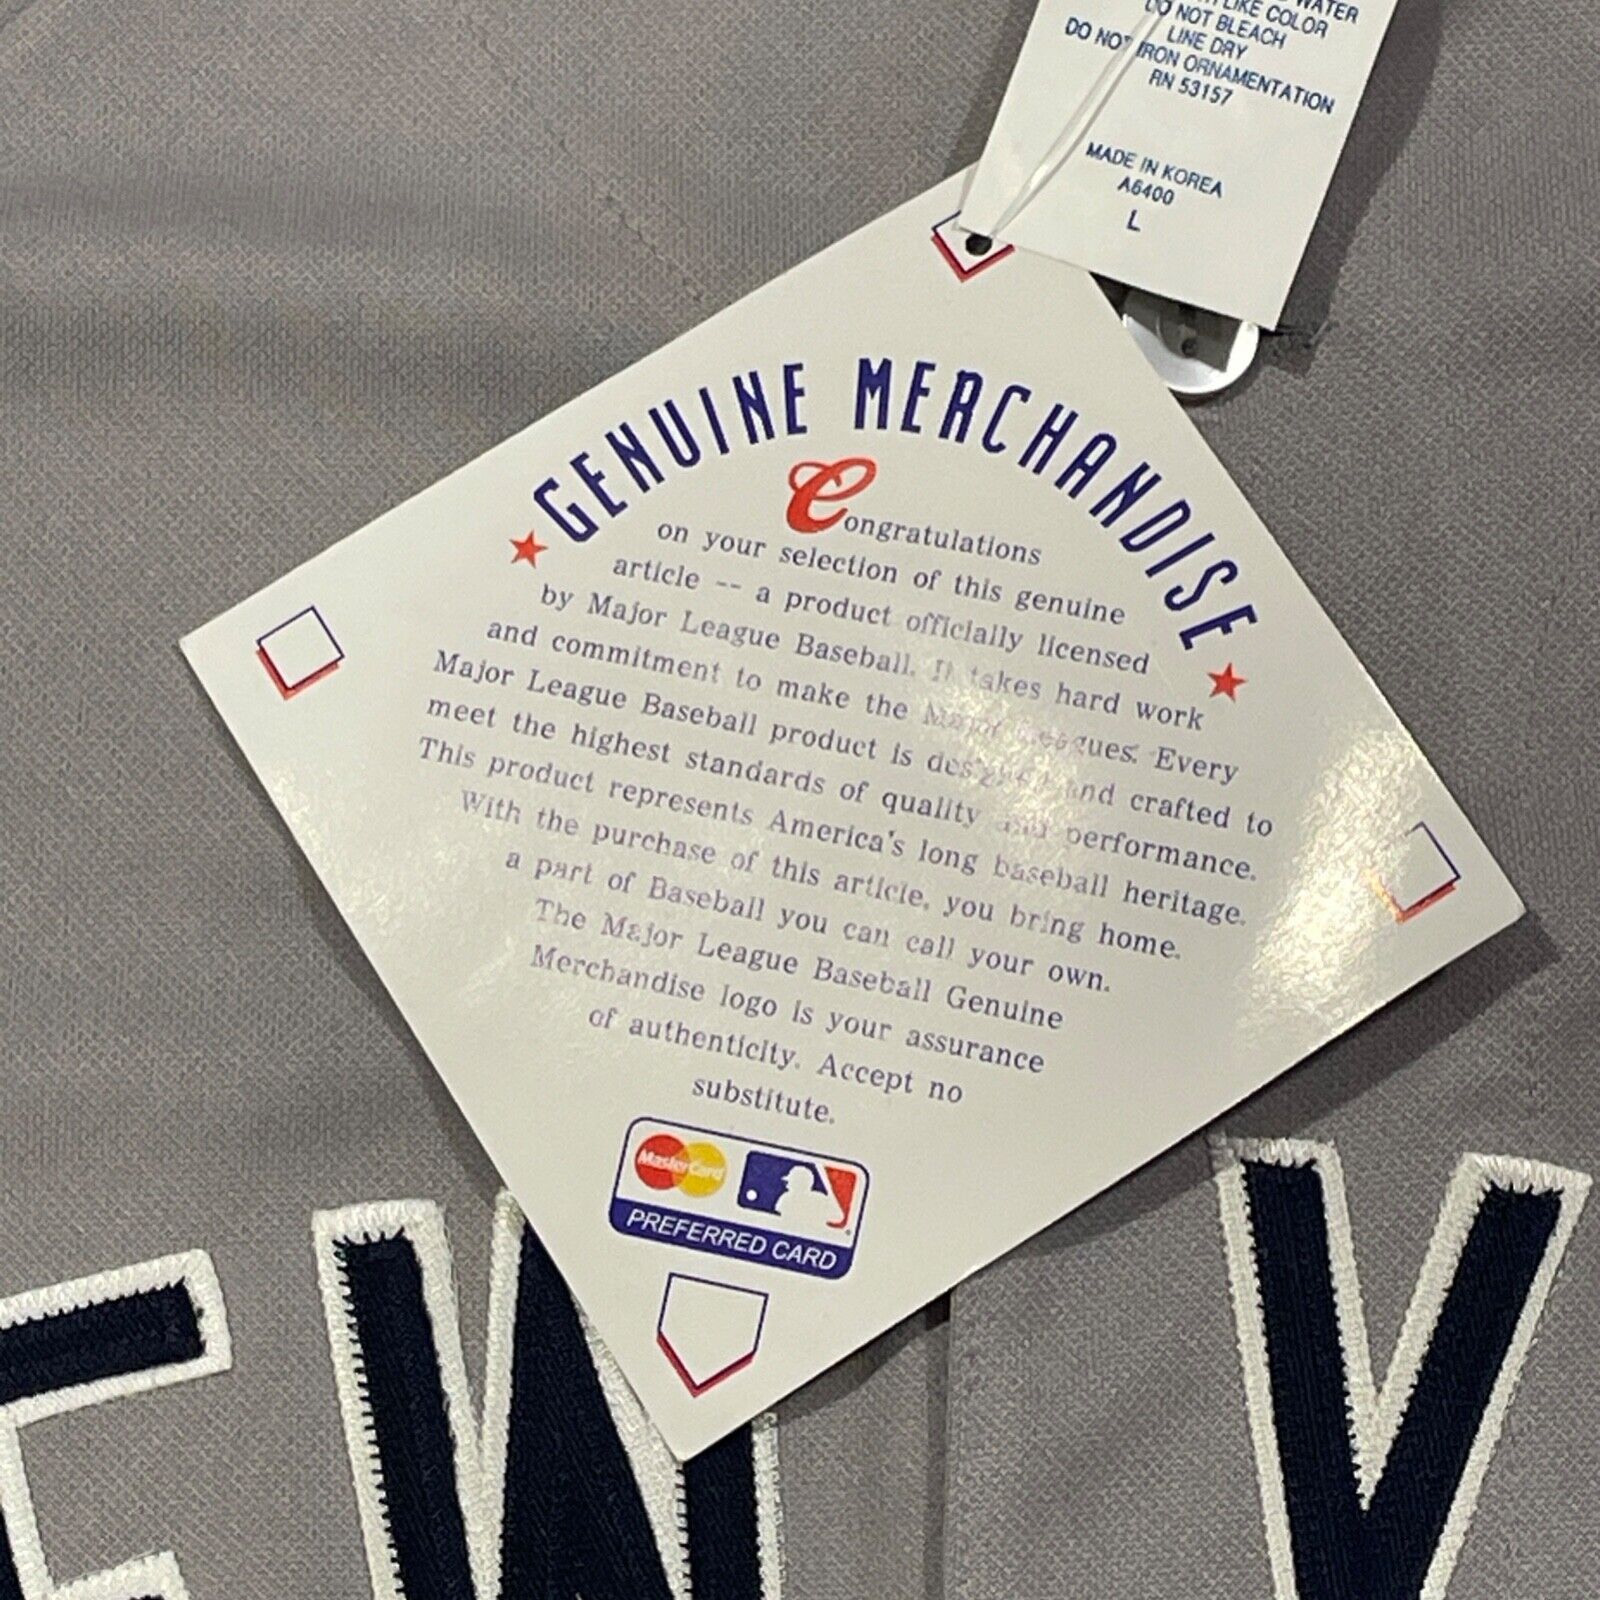 WATER
LIKE COLOR
DO NOT BLEACH
LINE DRY
DO NOT IRON ORNAMENTATION
RN 53157
MADE IN KOREA
A6400
L
GENUINE MERCHANDISE
Congratulations
on your selection of this genuine
article -- a product officially licensed
by Major League Baseball. It takes hard work
and commitment to make the Major Leagues. Every
Major League Baseball product is designed and crafted to
meet the highest standards of quality and performance.
This product represents America's long baseball heritage.
With the purchase of this article, you bring home.
a part of Baseball you can call your own.
The Major League Baseball Genuine
Merchandise logo is your assurance
of authenticity. Accept no
substitute.
MasterCard
PREFERRED CARD
EW Y